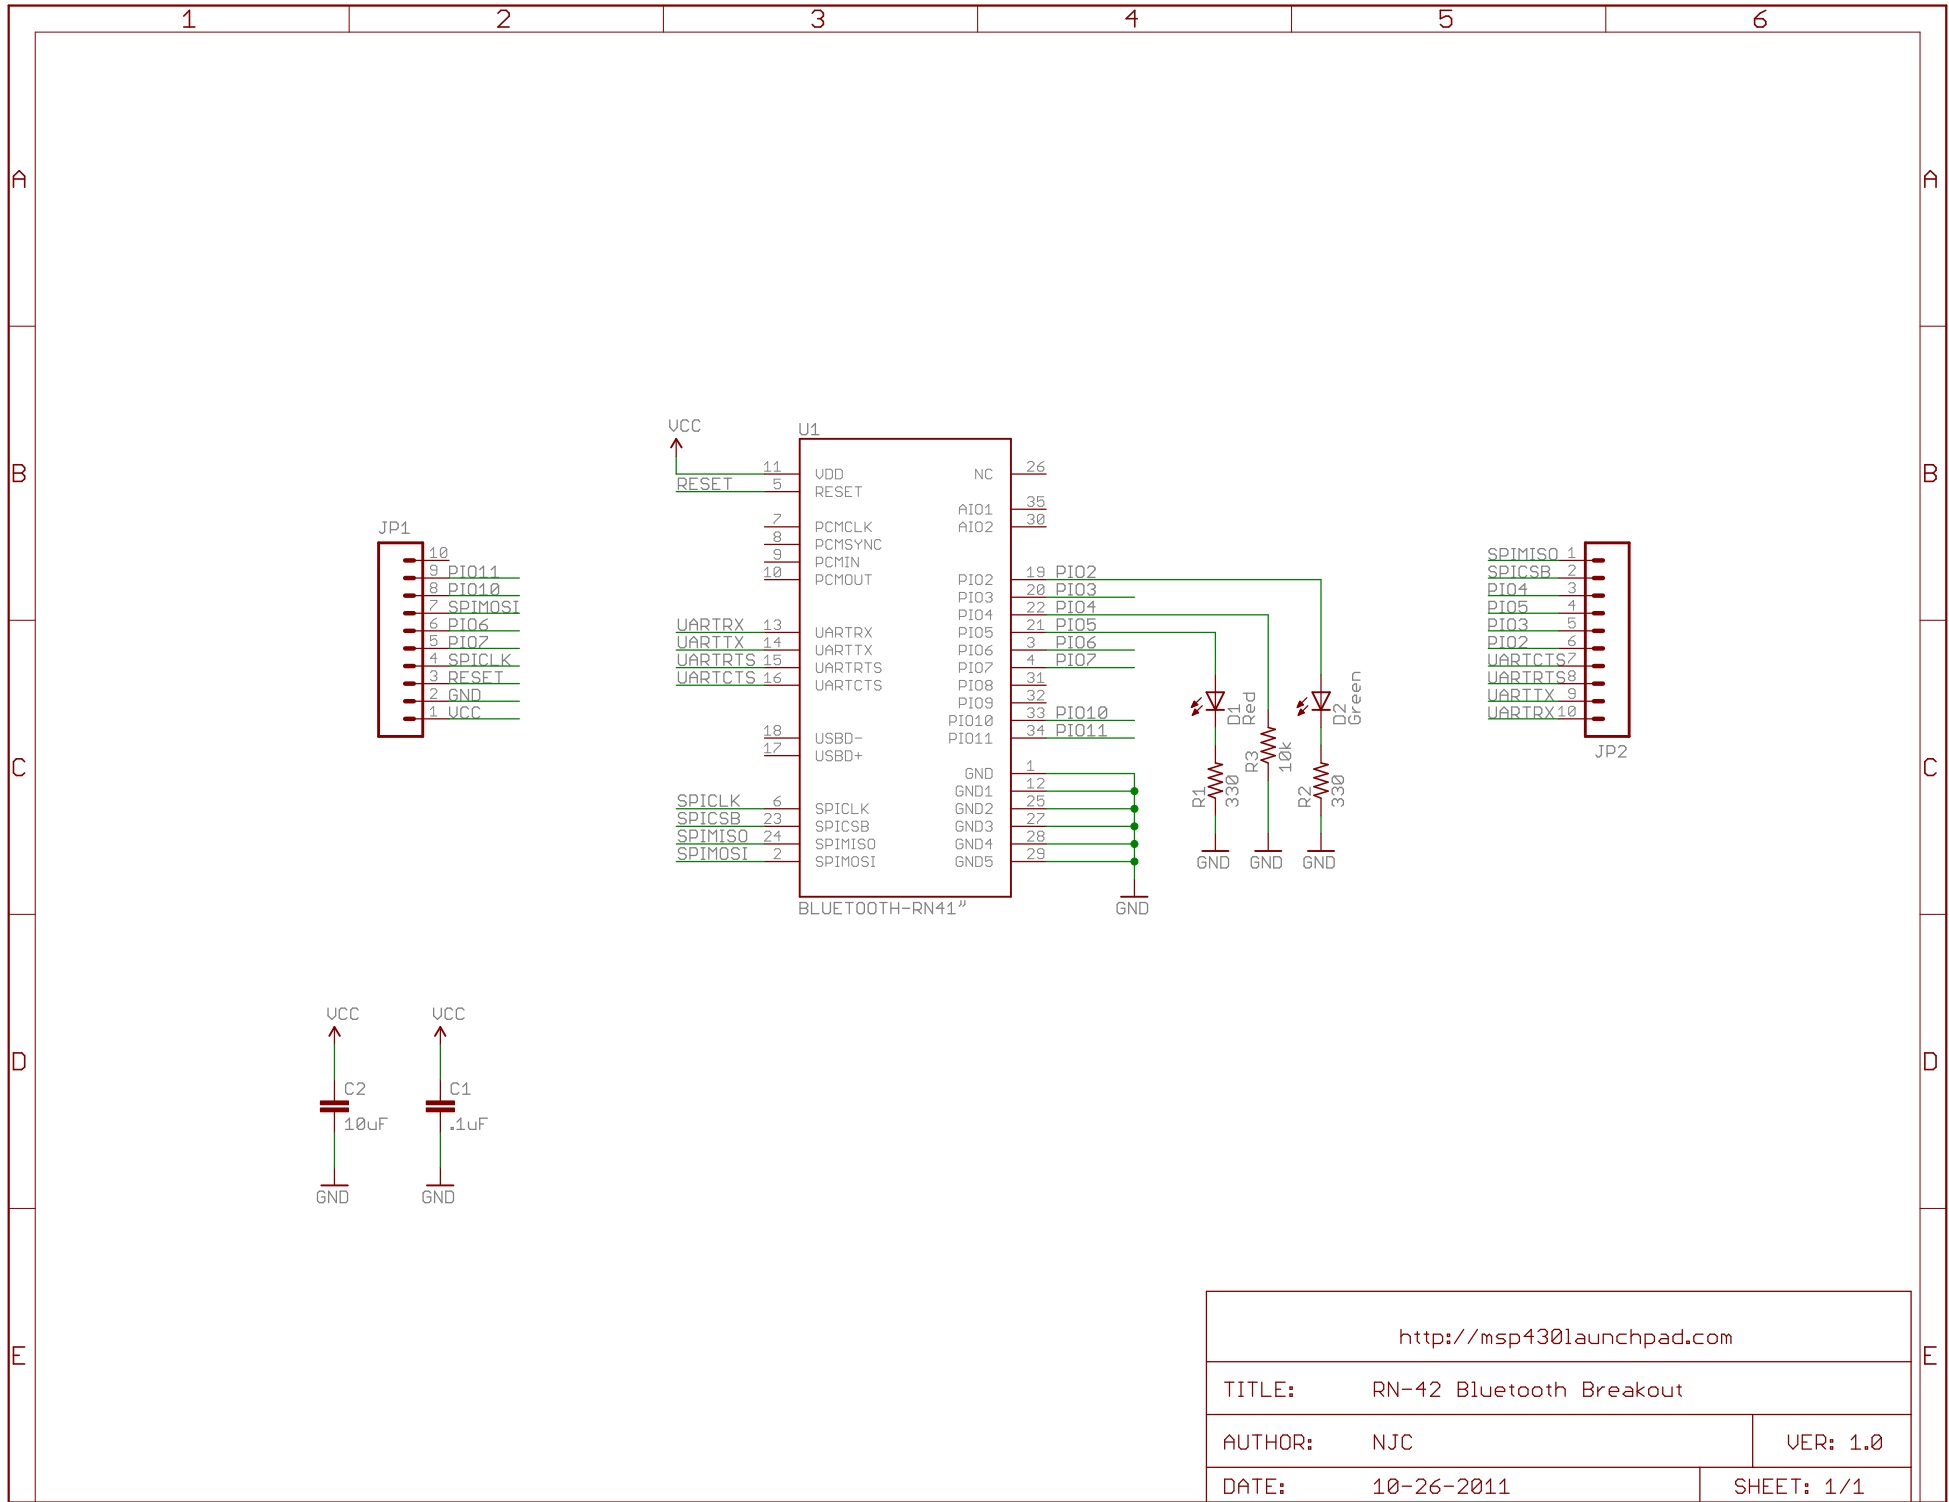 1 2 3 4 5 6
A A
B B
C C
D D
E E
JP1
10
9 PIO11
8 PIO10
7 SPIMOSI
6 PIO6
5 PIO7
4 SPICLK
3 RESET
2 GND
1 VCC
VCC
U1
11 VDD
RESET 5 RESET
7 PCMCLK
8 PCMSYNC
9 PCMIN
10 PCMOUT
UARTRX 13 UARTRX
UARTTX 14 UARTTX
UARTRTS 15 UARTRTS
UARTCTS 16 UARTCTS
18 USBD-
17 USBD+
SPICLK 6 SPICLK
SPICSB 23 SPICSB
SPIMISO 24 SPIMISO
SPIMOSI 2 SPIMOSI
NC 26
AIO1 35
AIO2 30
PIO2 19 PIO2
PIO3 20 PIO3
PIO4 22 PIO4
PIO5 21 PIO5
PIO6 3 PIO6
PIO7 4 PIO7
PIO8 31
PIO9 32
PIO10 33 PIO10
PIO11 34 PIO11
GND 1
GND1 12
GND2 25
GND3 27
GND4 28
GND5 29
BLUETOOTH-RN41"
GND
D1
Red
R1
330
GND
R3
10k
GND
D2
Green
R2
330
GND
SPIMISO 1
SPICSB 2
PIO4 3
PIO5 4
PIO3 5
PIO2 6
UARTCTS 7
UARTRTS 8
UARTTX 9
UARTRX 10
JP2
VCC
C2
10uF
GND
VCC
C1
.1uF
GND
http://msp430launchpad.com
TITLE: RN-42 Bluetooth Breakout
AUTHOR: NJC VER: 1.0
DATE: 10-26-2011 SHEET: 1/1